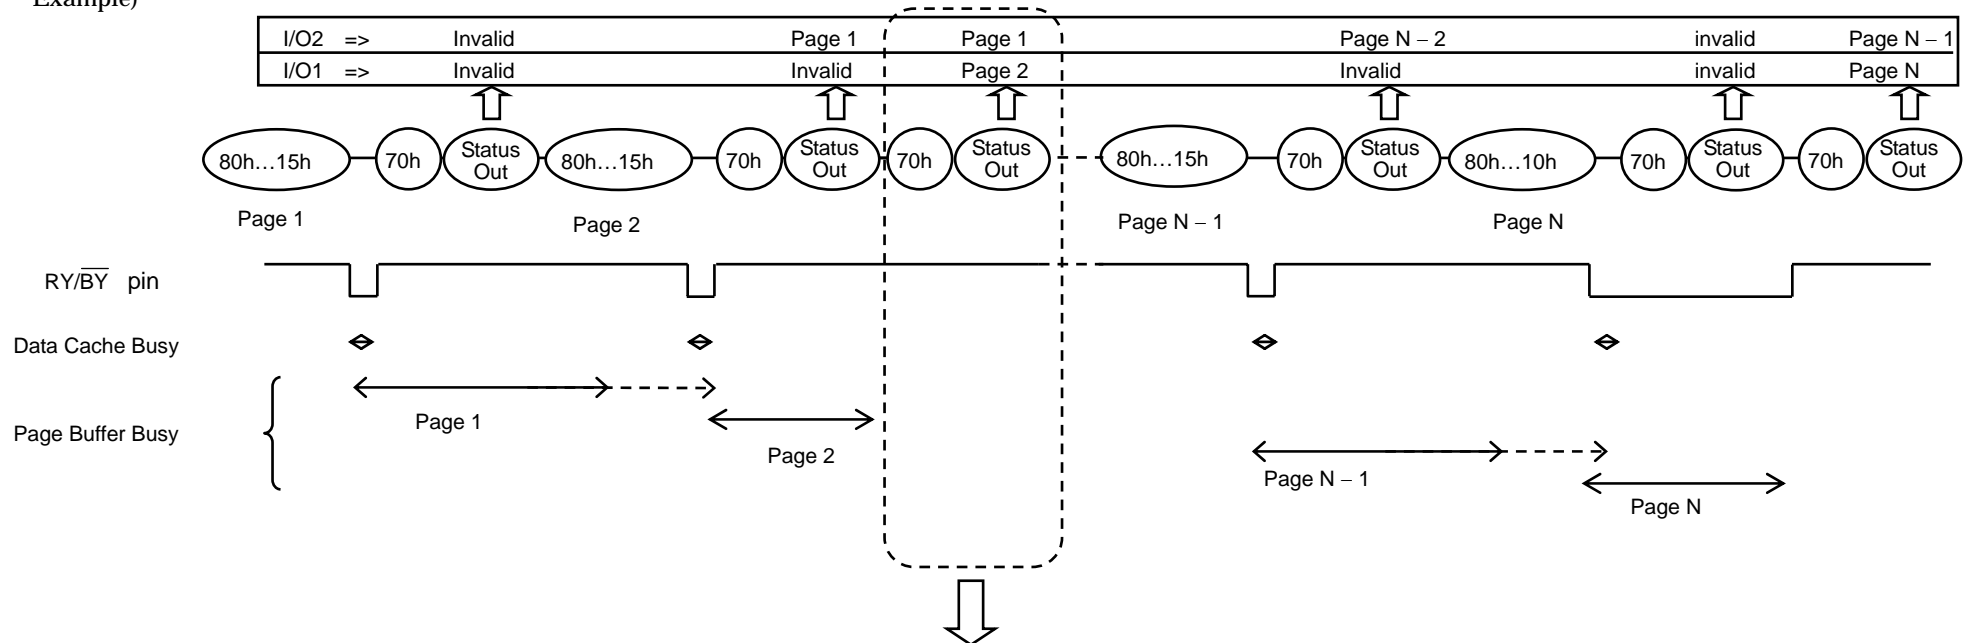 Example)
I/O2 => Invalid Page 1 Page 1 Page N − 2 invalid Page N − 1
I/O1 => Invalid Invalid Page 2 Invalid invalid Page N
80h…15h 70h Status Out 80h…15h 70h Status Out 70h Status Out 80h…15h 70h Status Out 80h…10h 70h Status Out 70h Status Out
Page 1 Page 2 Page N − 1 Page N
RY/BY pin
Data Cache Busy
Page 1
Page Buffer Busy
Page 2
Page N − 1
Page N